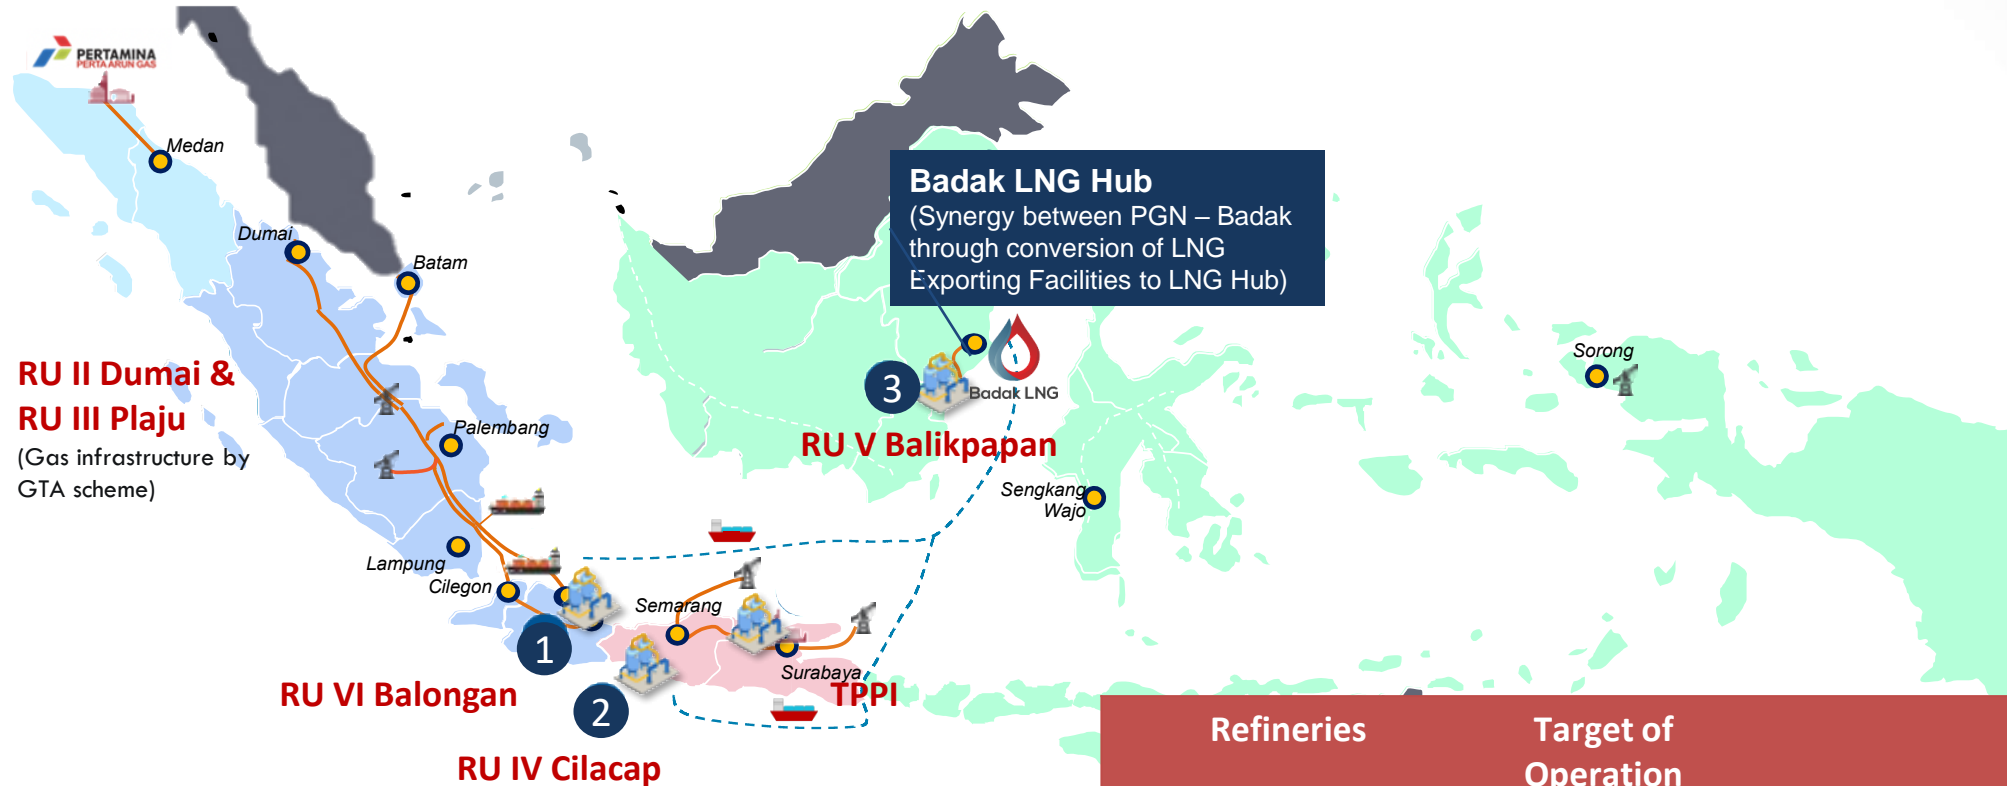 PERTAMINA
PERTA ARUN GAS
Medan
Badak LNG Hub
(Synergy between PGN – Badak
through conversion of LNG
Exporting Facilities to LNG Hub)
Dumai
Batam
RU II Dumai &
RU III Plaju
(Gas infrastructure by
GTA scheme)
Sorong
3
Badak LNG
RU V Balikpapan
Palembang
Sengkang
Wajo
Lampung
Cilegon
Semarang
1
Surabaya
RU VI Balongan
TPPI
2
RU IV Cilacap
Refineries
Target of
Operation